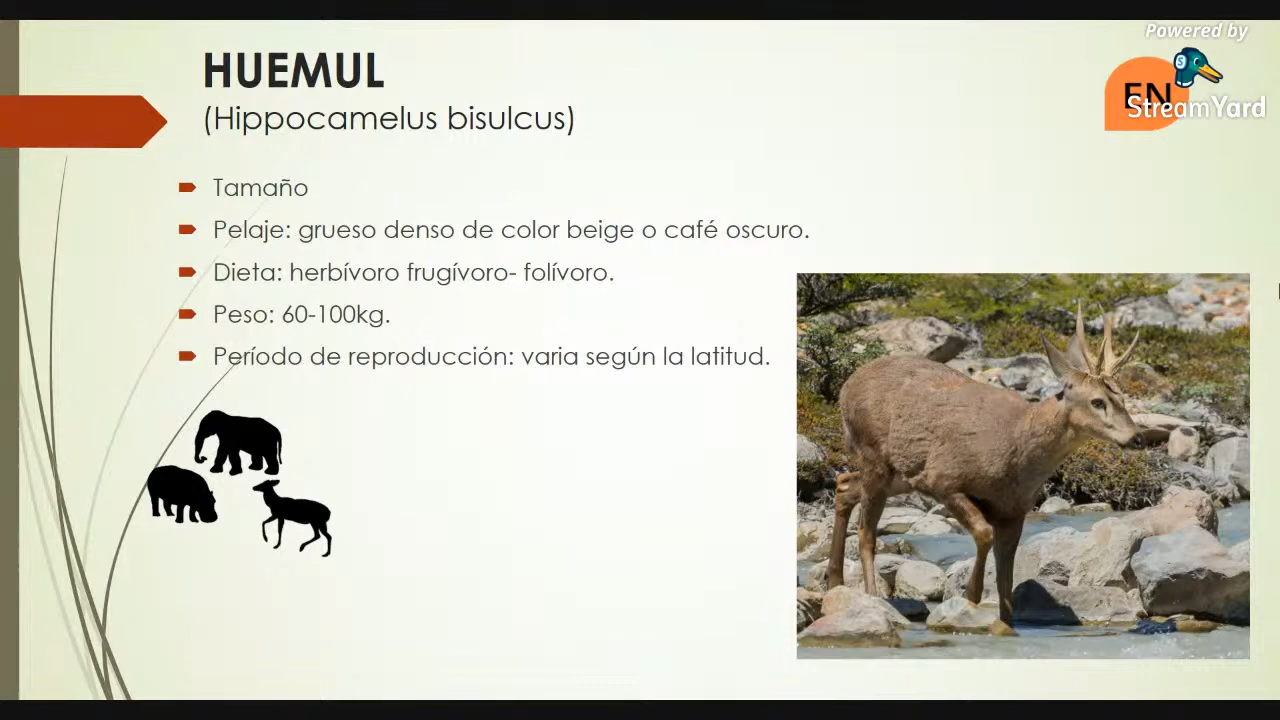 Powered by
HUEMUL
EN
StreamYard
(Hippocamelus bisulcus)
Tamaño
Pelaje: grueso denso de color beige o café oscuro.
Dieta: herbívoro frugívoro- folívoro.
Peso: 60-100kg.
Período de reproducción: varia según la latitud.